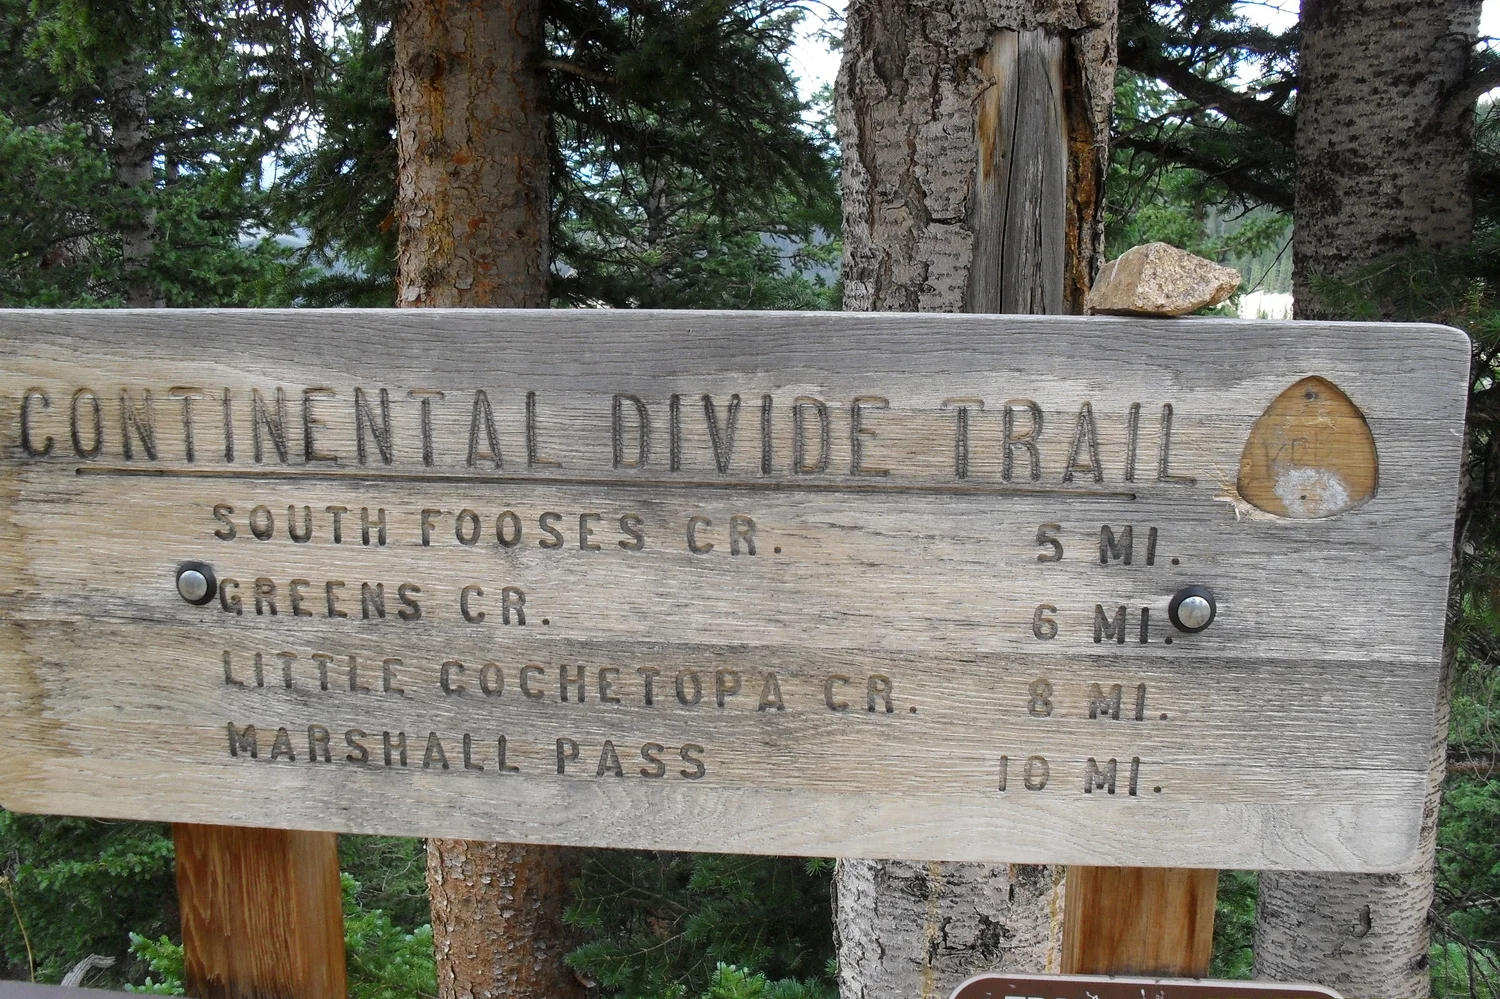 CONTINENTAL DIVIDE TRAIL
SOUTH FOOSES CR. 5 MI.
GREENS CR. 6 MI.
LITTLE COCHETOPA CR. 8 MI.
MARSHALL PASS 10 MI.